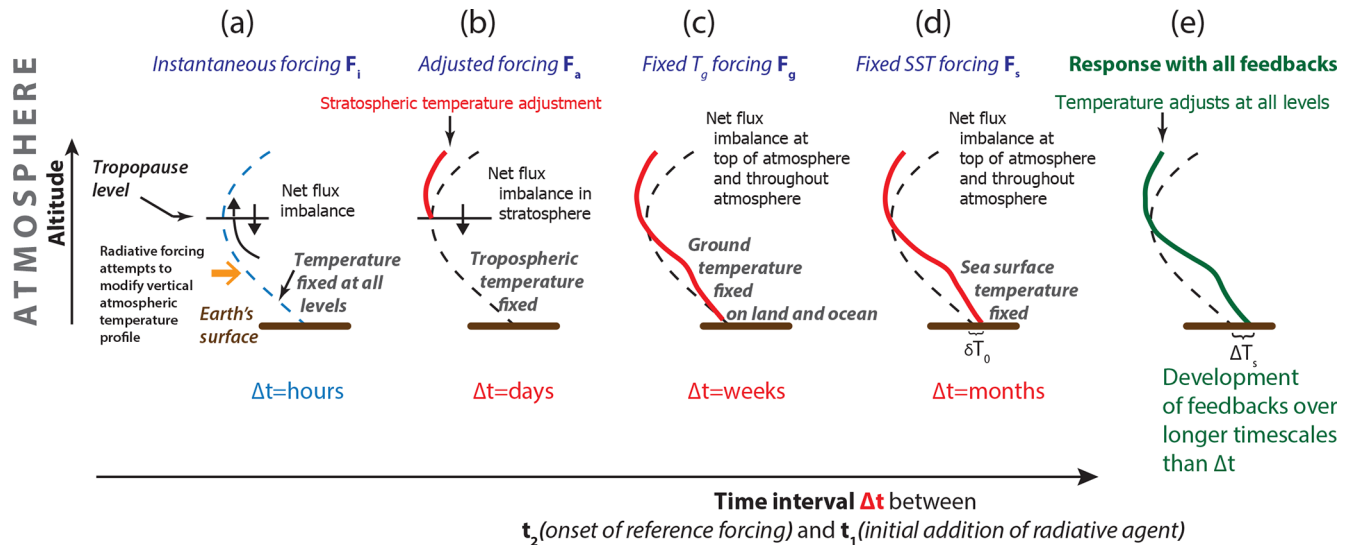 (a)
Instantaneous forcing Fi
(b)
Adjusted forcing Fa
(c)
Fixed Tg forcing Fg
(d)
Fixed SST forcing Fs
(e)
Response with all feedbacks
ATMOSPHERE
Altitude
Tropopause
level
Net flux
imbalance
Radiative forcing
attempts to
modify vertical
atmospheric
temperature
profile
Temperature
fixed at all
levels
Earth's
surface
Δt=hours
Stratospheric temperature adjustment
Net flux
imbalance in
stratosphere
Tropospheric
temperature
fixed
Δt=days
Net flux
imbalance at
top of atmosphere
and throughout
atmosphere
Ground
temperature
fixed
on land and ocean
Δt=weeks
Net flux
imbalance at
top of atmosphere
and throughout
atmosphere
Sea surface
temperature
fixed
δT0
Δt=months
Temperature adjusts at all levels
ΔTs
Development
of feedbacks over
longer timescales
than Δt
Time interval Δt between
t2(onset of reference forcing) and t1(initial addition of radiative agent)